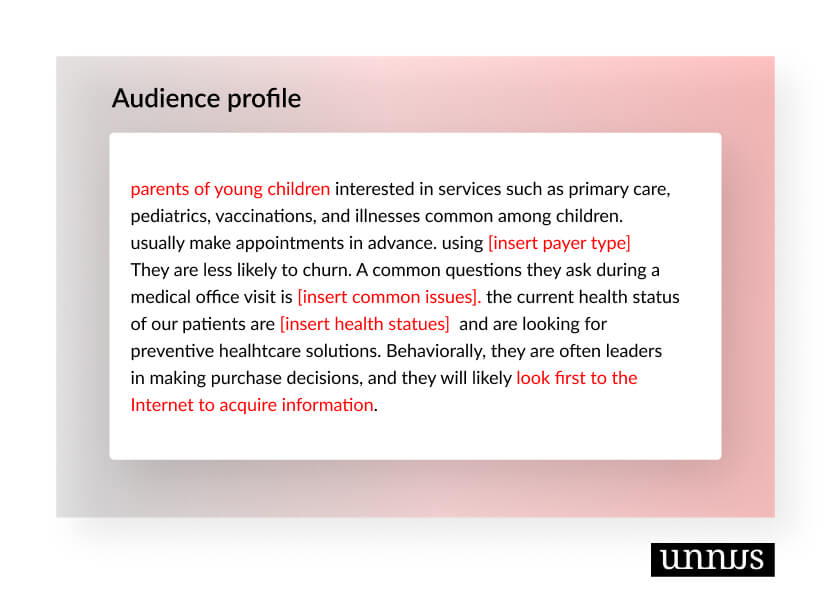 Audience profile
parents of young children interested in services such as primary care,
pediatrics, vaccinations, and illnesses common among children.
usually make appointments in advance. using [insert payer type]
They are less likely to churn. A common questions they ask during a
medical office visit is [insert common issues]. the current health status
of our patients are [insert health statues] and are looking for
preventive healhtcare solutions. Behaviorally, they are often leaders
in making purchase decisions, and they will likely look first to the
Internet to acquire information.
unnus